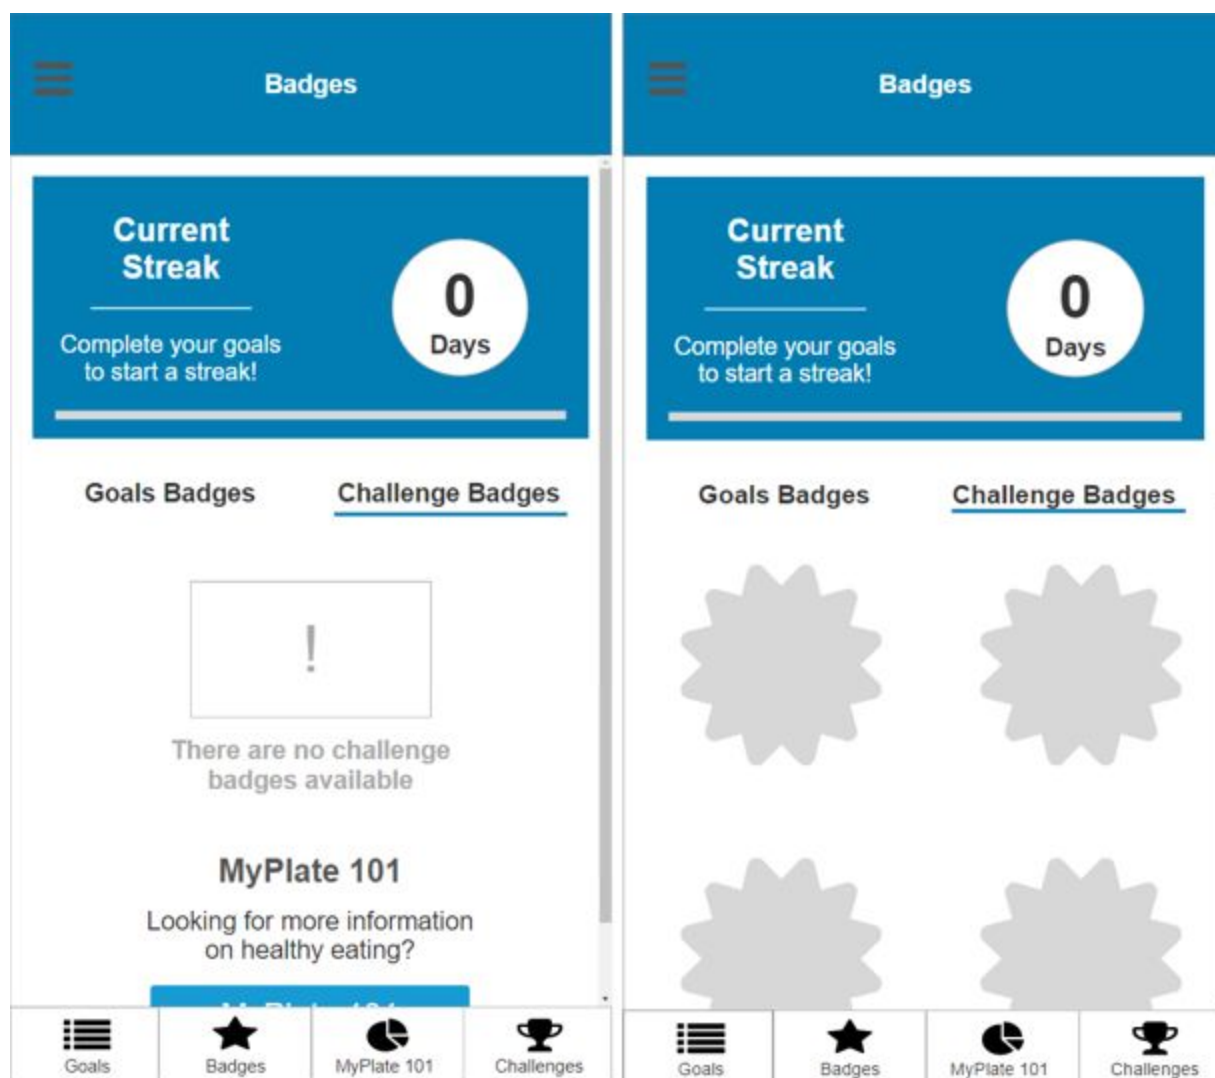 Badges
Current
Streak
Complete your goals
to start a streak!
0
Days
Goals Badges
Challenge Badges
!
There are no challenge
badges available
MyPlate 101
Looking for more information
on healthy eating?
Goals
Badges
MyPlate 101
Challenges
Badges
Current
Streak
Complete your goals
to start a streak!
0
Days
Goals Badges
Challenge Badges
Goals
Badges
MyPlate 101
Challenges